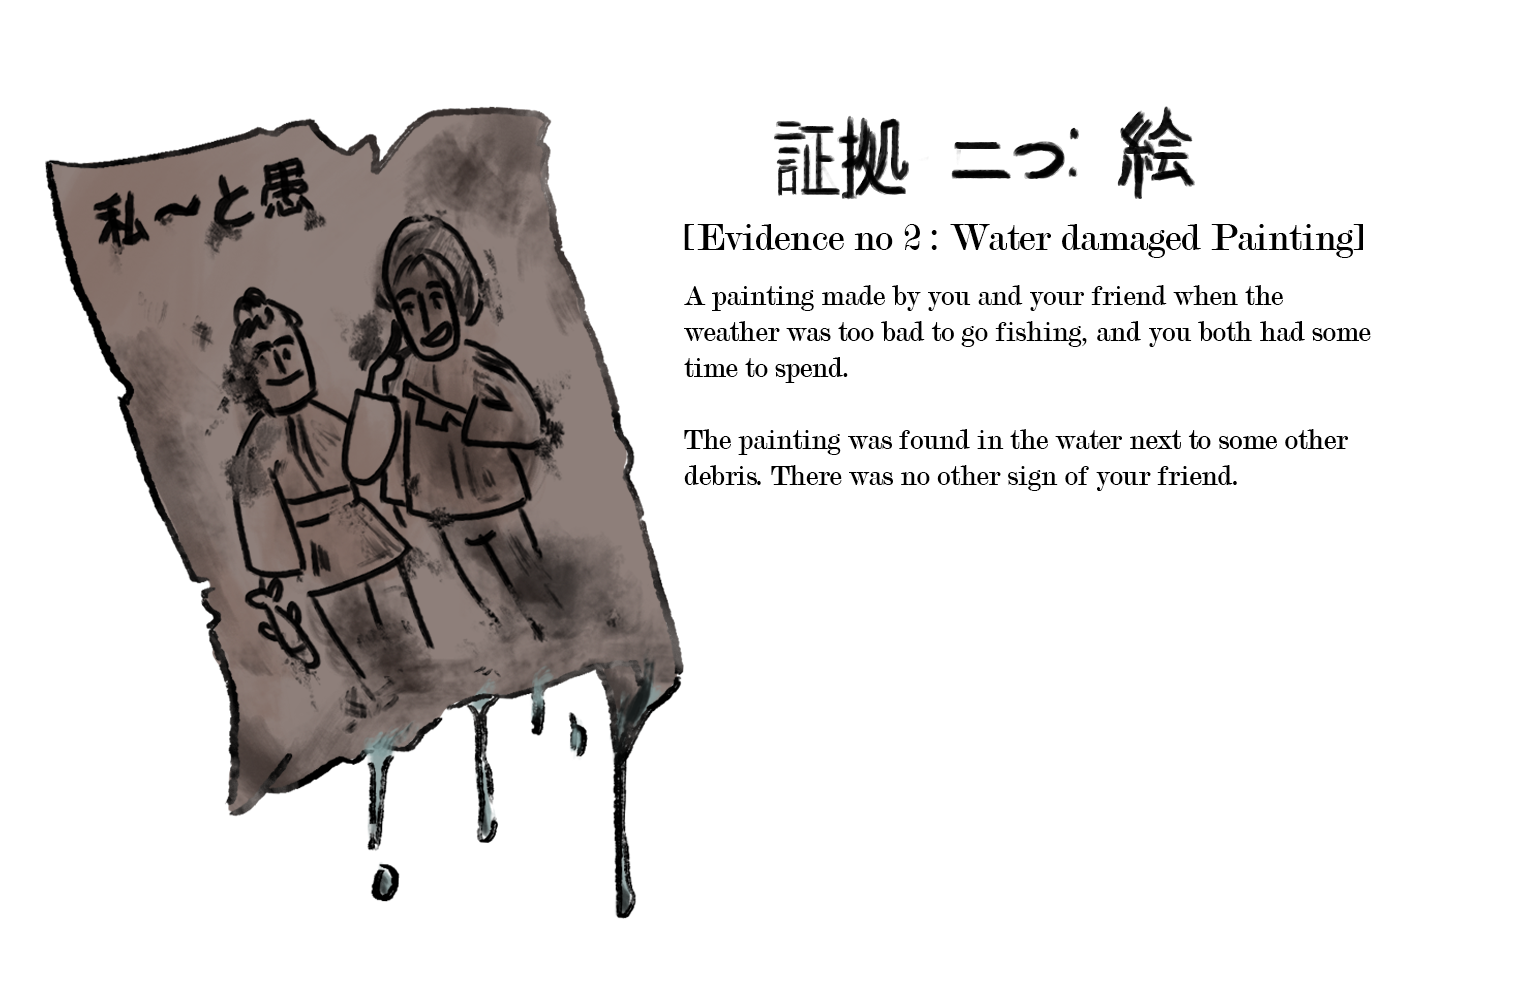 私〜と愚
証拠 二つ: 絵
[Evidence no 2 : Water damaged Painting]
A painting made by you and your friend when the
weather was too bad to go fishing, and you both had some
time to spend.
The painting was found in the water next to some other
debris. There was no other sign of your friend.